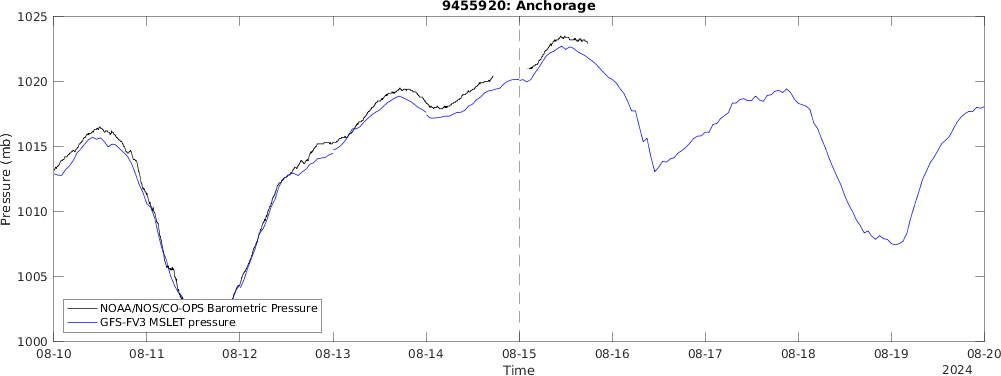 9455920: Anchorage
Pressure (mb)
1025
1020
1015
1010
1005
1000
NOAA/NOS/CO-OPS Barometric Pressure
GFS-FV3 MSLET pressure
08-10 08-11 08-12 08-13 08-14 08-15 08-16 08-17 08-18 08-19 08-20
Time
2024